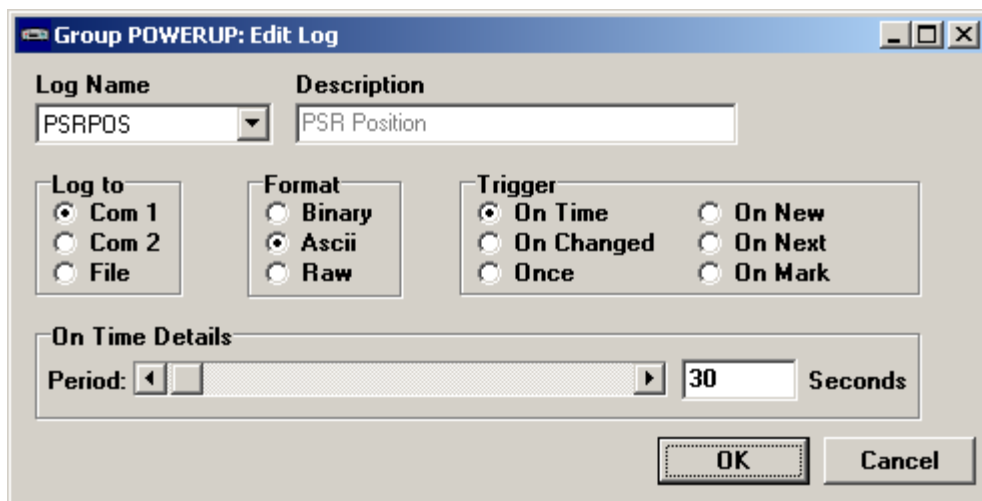 Group POWERUP: Edit Log
Log Name Description
PSRPOS PSR Position
Log to Format Trigger
Com 1 Binary On Time On New
Com 2 Ascii On Changed On Next
File Raw Once On Mark
On Time Details
Period: 30 Seconds
OK Cancel